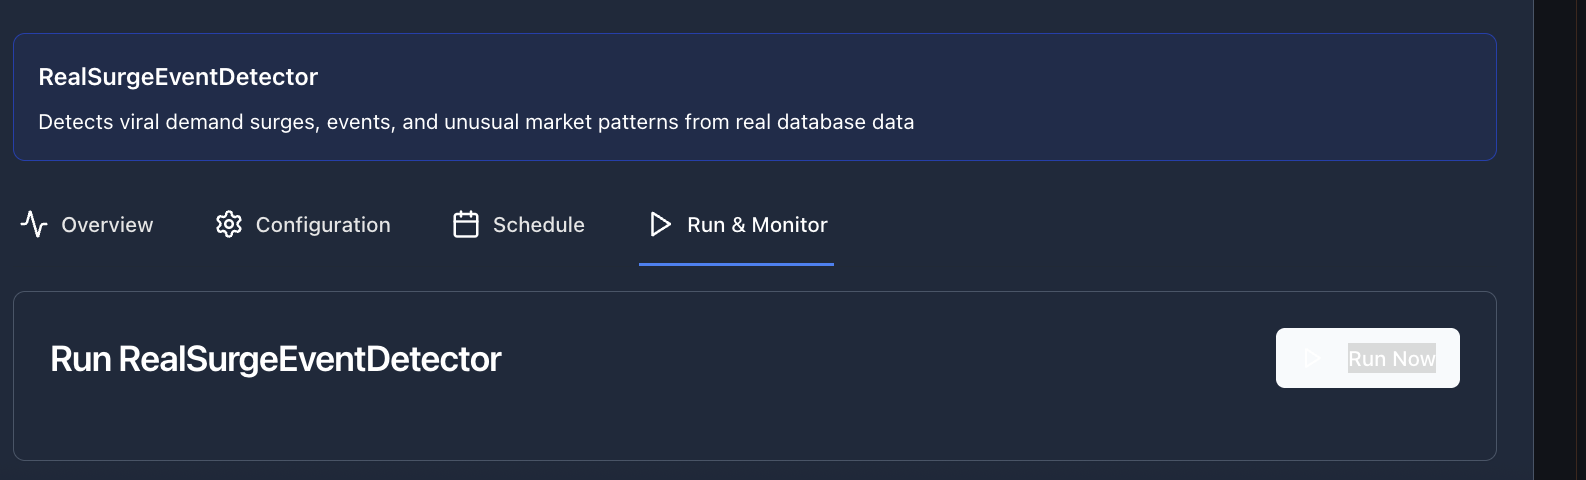 RealSurgeEventDetector
Detects viral demand surges, events, and unusual market patterns from real database data
Overview
Configuration
Schedule
Run & Monitor
Run RealSurgeEventDetector
Run Now